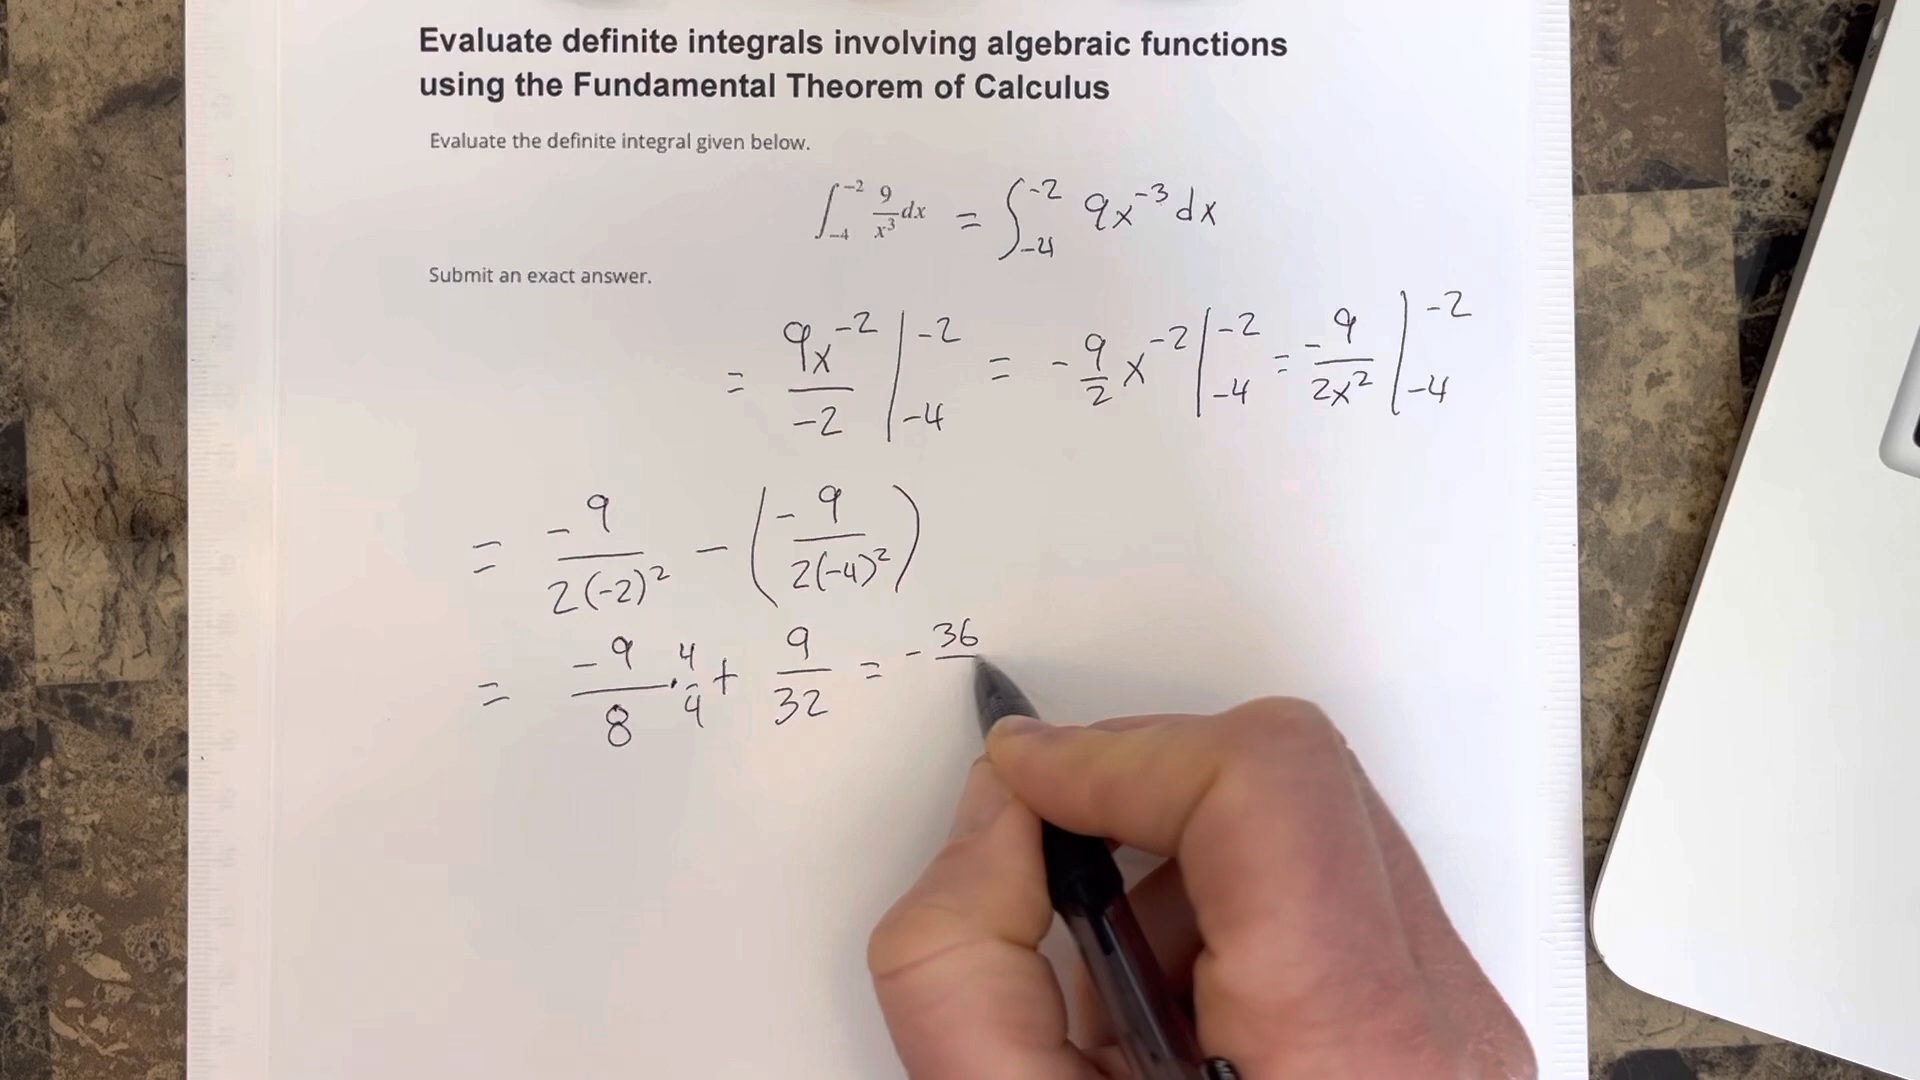 Evaluate definite integrals involving algebraic functions
using the Fundamental Theorem of Calculus
Evaluate the definite integral given below.
∫_{-4}^{-2} 9/x^3 dx = ∫_{-4}^{-2} 9x^{-3} dx
Submit an exact answer.
= 9x^{-2}/-2 |_{-4}^{-2} = -9/2 x^{-2} |_{-4}^{-2} = -9/2x^2 |_{-4}^{-2}
= -9/2(-2)^2 - (-9/2(-4)^2)
= -9/8 · 4/4 + 9/32 = -36